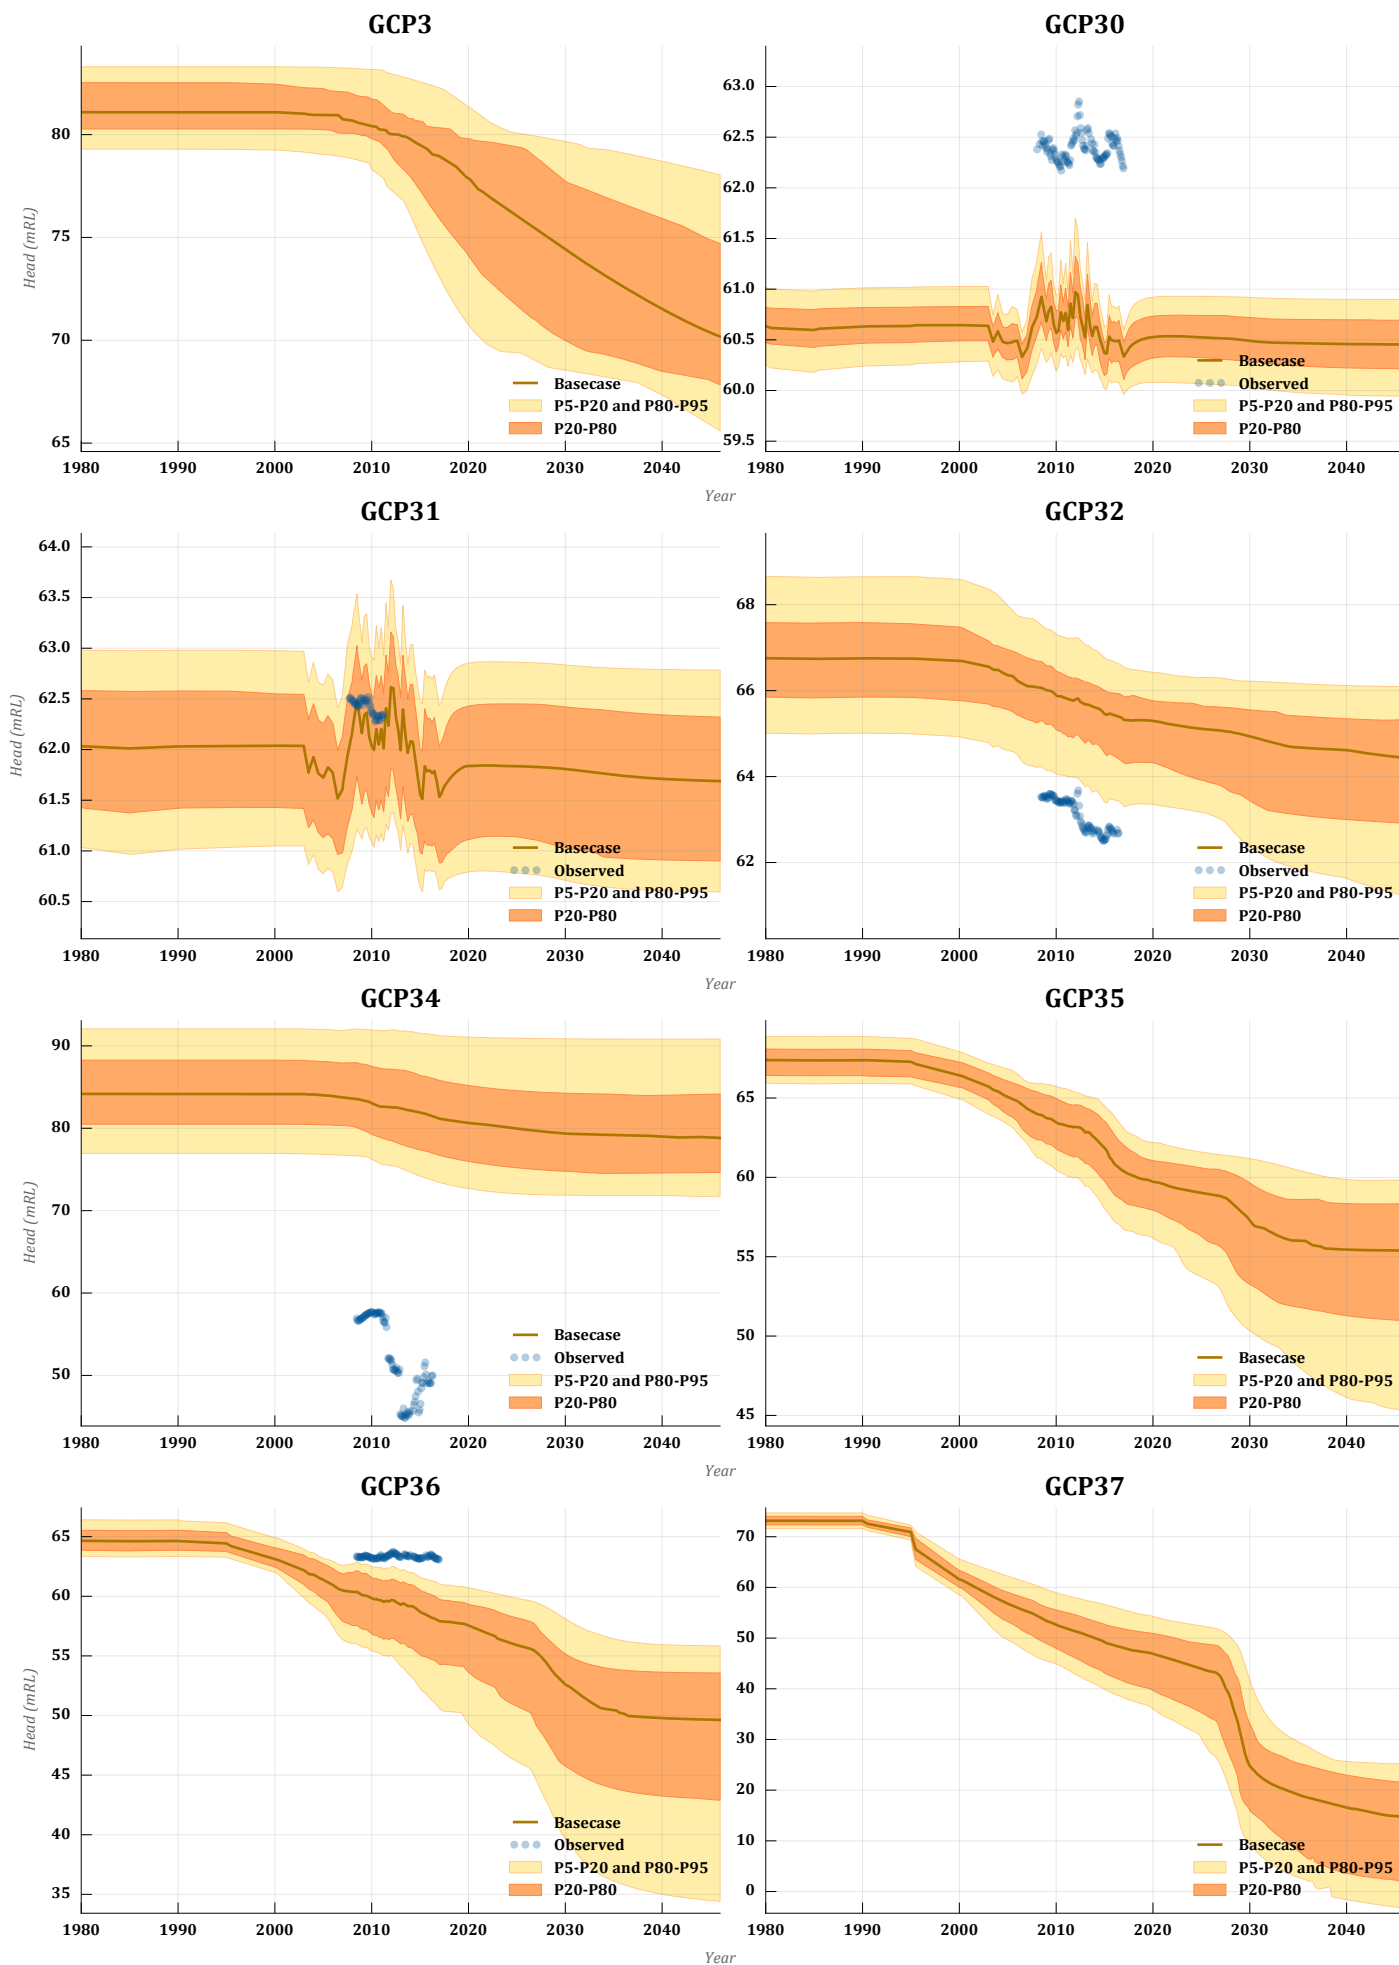 GCP3
GCP30
Head (mRL)
80
75
70
65
63.0
62.5
62.0
61.5
61.0
60.5
60.0
59.5
Basecase
P5-P20 and P80-P95
P20-P80
Basecase
Observed
P5-P20 and P80-P95
P20-P80
1980 1990 2000 2010 2020 2030 2040
1980 1990 2000 2010 2020 2030 2040
Year
GCP31
GCP32
Head (mRL)
64.0
63.5
63.0
62.5
62.0
61.5
61.0
60.5
68
66
64
62
Basecase
Observed
P5-P20 and P80-P95
P20-P80
Basecase
Observed
P5-P20 and P80-P95
P20-P80
1980 1990 2000 2010 2020 2030 2040
1980 1990 2000 2010 2020 2030 2040
Year
GCP34
GCP35
Head (mRL)
90
80
70
60
50
65
60
55
50
45
Basecase
Observed
P5-P20 and P80-P95
P20-P80
Basecase
P5-P20 and P80-P95
P20-P80
1980 1990 2000 2010 2020 2030 2040
1980 1990 2000 2010 2020 2030 2040
Year
GCP36
GCP37
Head (mRL)
65
60
55
50
45
40
35
70
60
50
40
30
20
10
0
Basecase
Observed
P5-P20 and P80-P95
P20-P80
Basecase
P5-P20 and P80-P95
P20-P80
1980 1990 2000 2010 2020 2030 2040
1980 1990 2000 2010 2020 2030 2040
Year